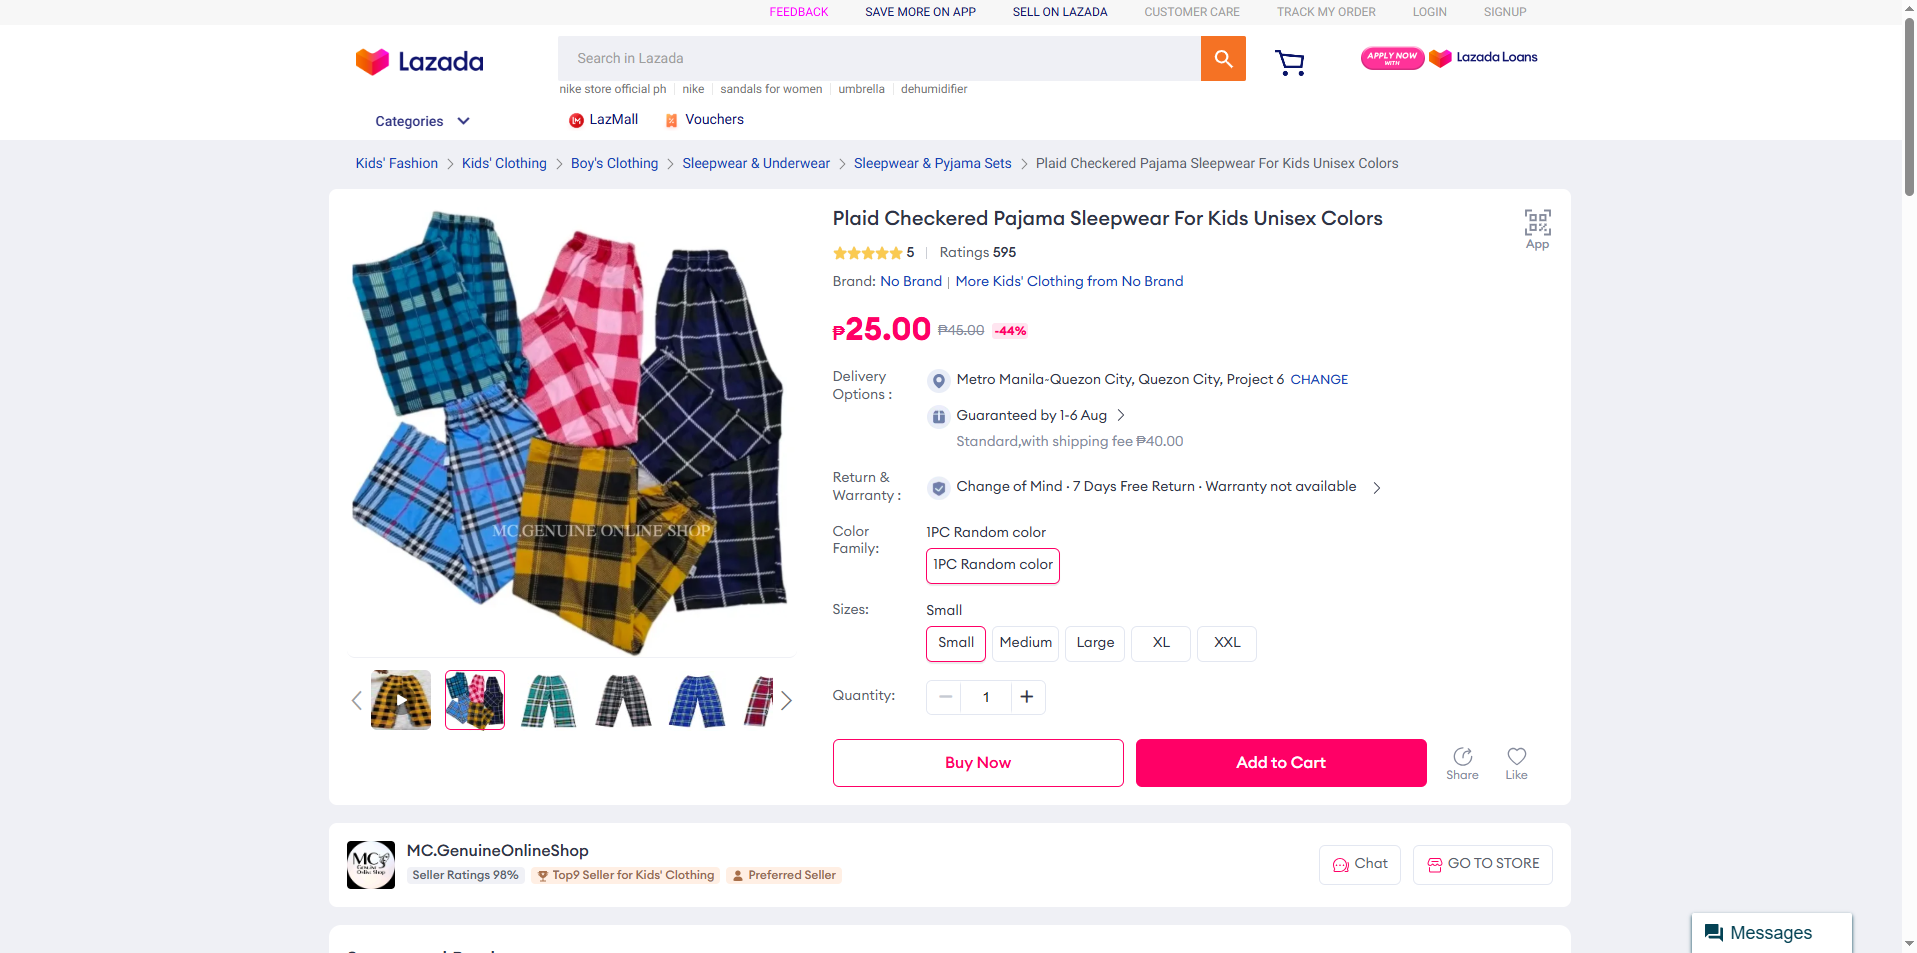 FEEDBACK SAVE MORE ON APP SELL ON LAZADA CUSTOMER CARE TRACK MY ORDER LOGIN SIGNUP
Lazada
Search in Lazada
APPLY NOW
WITH
Lazada Loans
nike store official ph nike sandals for women umbrella dehumidifier
Categories
LazMall Vouchers
Kids' Fashion Kids' Clothing Boy's Clothing Sleepwear & Underwear Sleepwear & Pyjama Sets Plaid Checkered Pajama Sleepwear For Kids Unisex Colors
MC.GENUINE ONLINE SHOP
Plaid Checkered Pajama Sleepwear For Kids Unisex Colors
App
5 Ratings 595
Brand: No Brand | More Kids' Clothing from No Brand
₱25.00 ₱45.00 -44%
Delivery Options : Metro Manila~Quezon City, Quezon City, Project 6 CHANGE
Guaranteed by 1-6 Aug
Standard,with shipping fee ₱40.00
Return & Warranty : Change of Mind · 7 Days Free Return · Warranty not available
Color Family: 1PC Random color
1PC Random color
Sizes: Small
Small Medium Large XL XXL
Quantity: 1
Buy Now Add to Cart Share Like
MC
GENUINE
Online Shop
MC.GenuineOnlineShop
Seller Ratings 98% Top9 Seller for Kids' Clothing Preferred Seller
Chat GO TO STORE
Messages